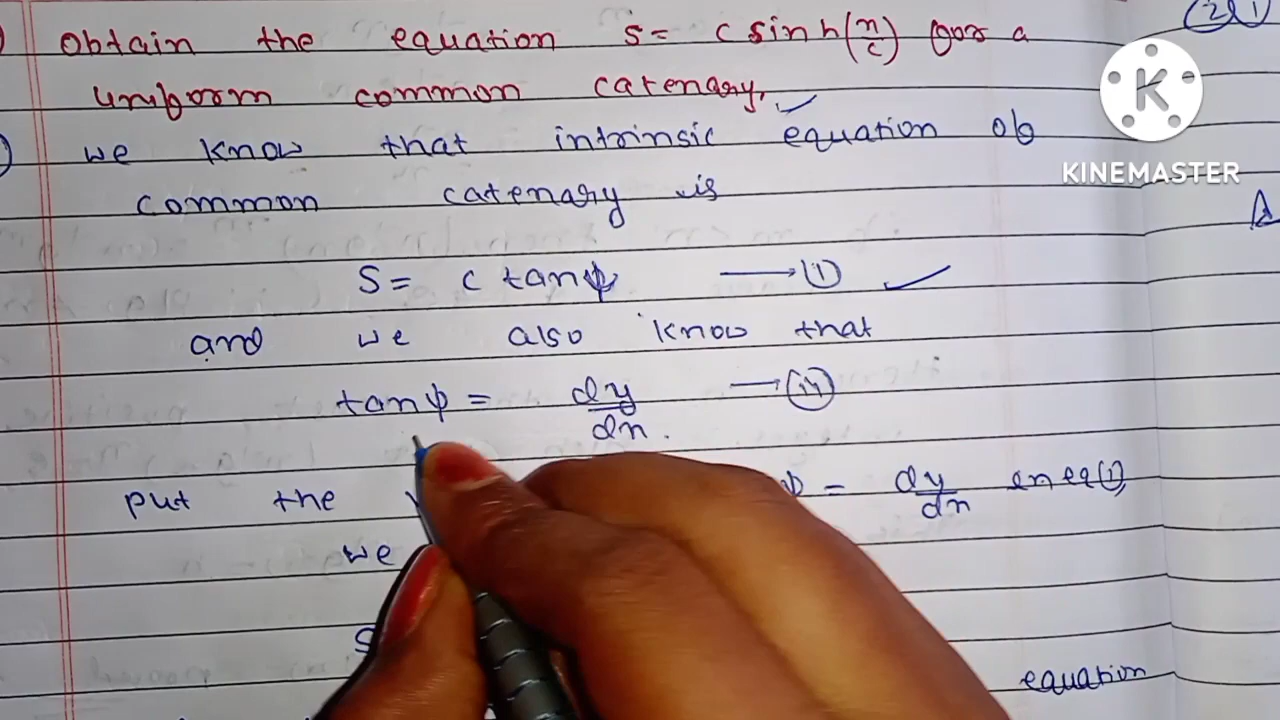 obtain the equation s = c sinh(x/c) for a
uniform common catenary.
we know that intrinsic equation of
common catenary is
S = c tanψ → (1)
and we also know that
tanψ = dy/dx → (ii)
put the ψ = dy/dx in eq(1),
we
S
equation
K
KINEMASTER